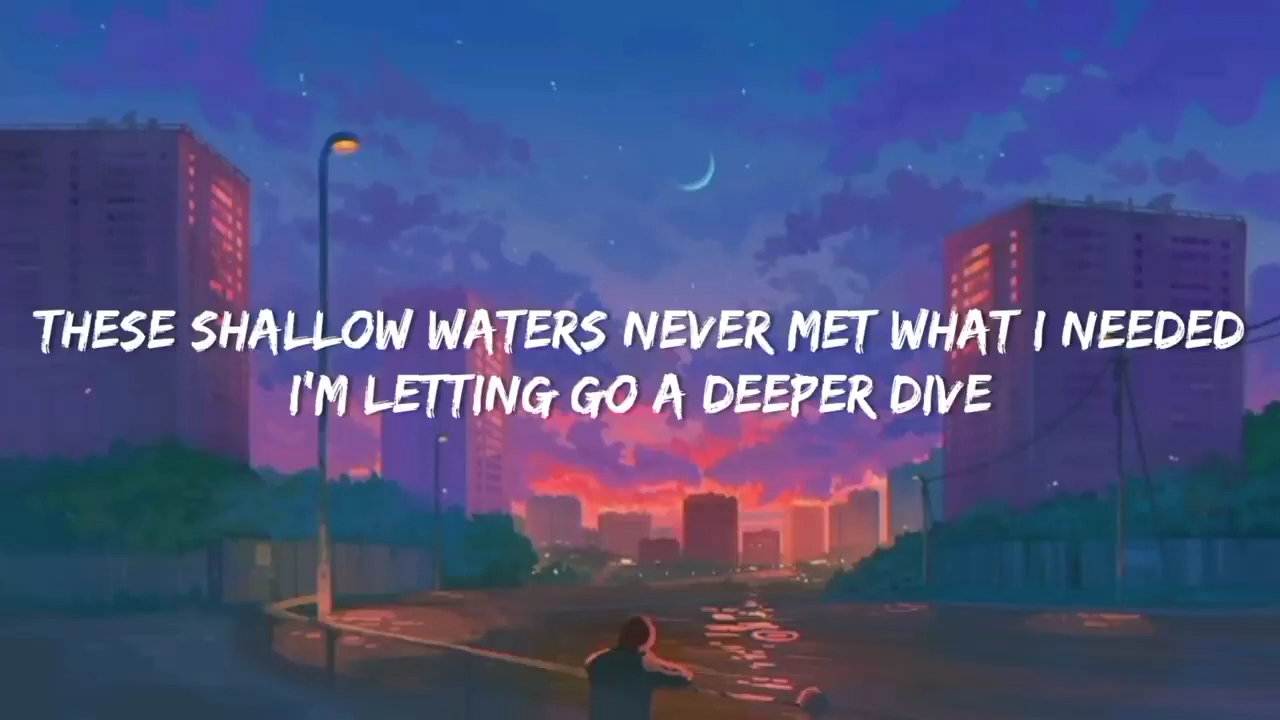 THESE SHALLOW WATERS NEVER MET WHAT I NEEDED
I'M LETTING GO A DEEPER DIVE